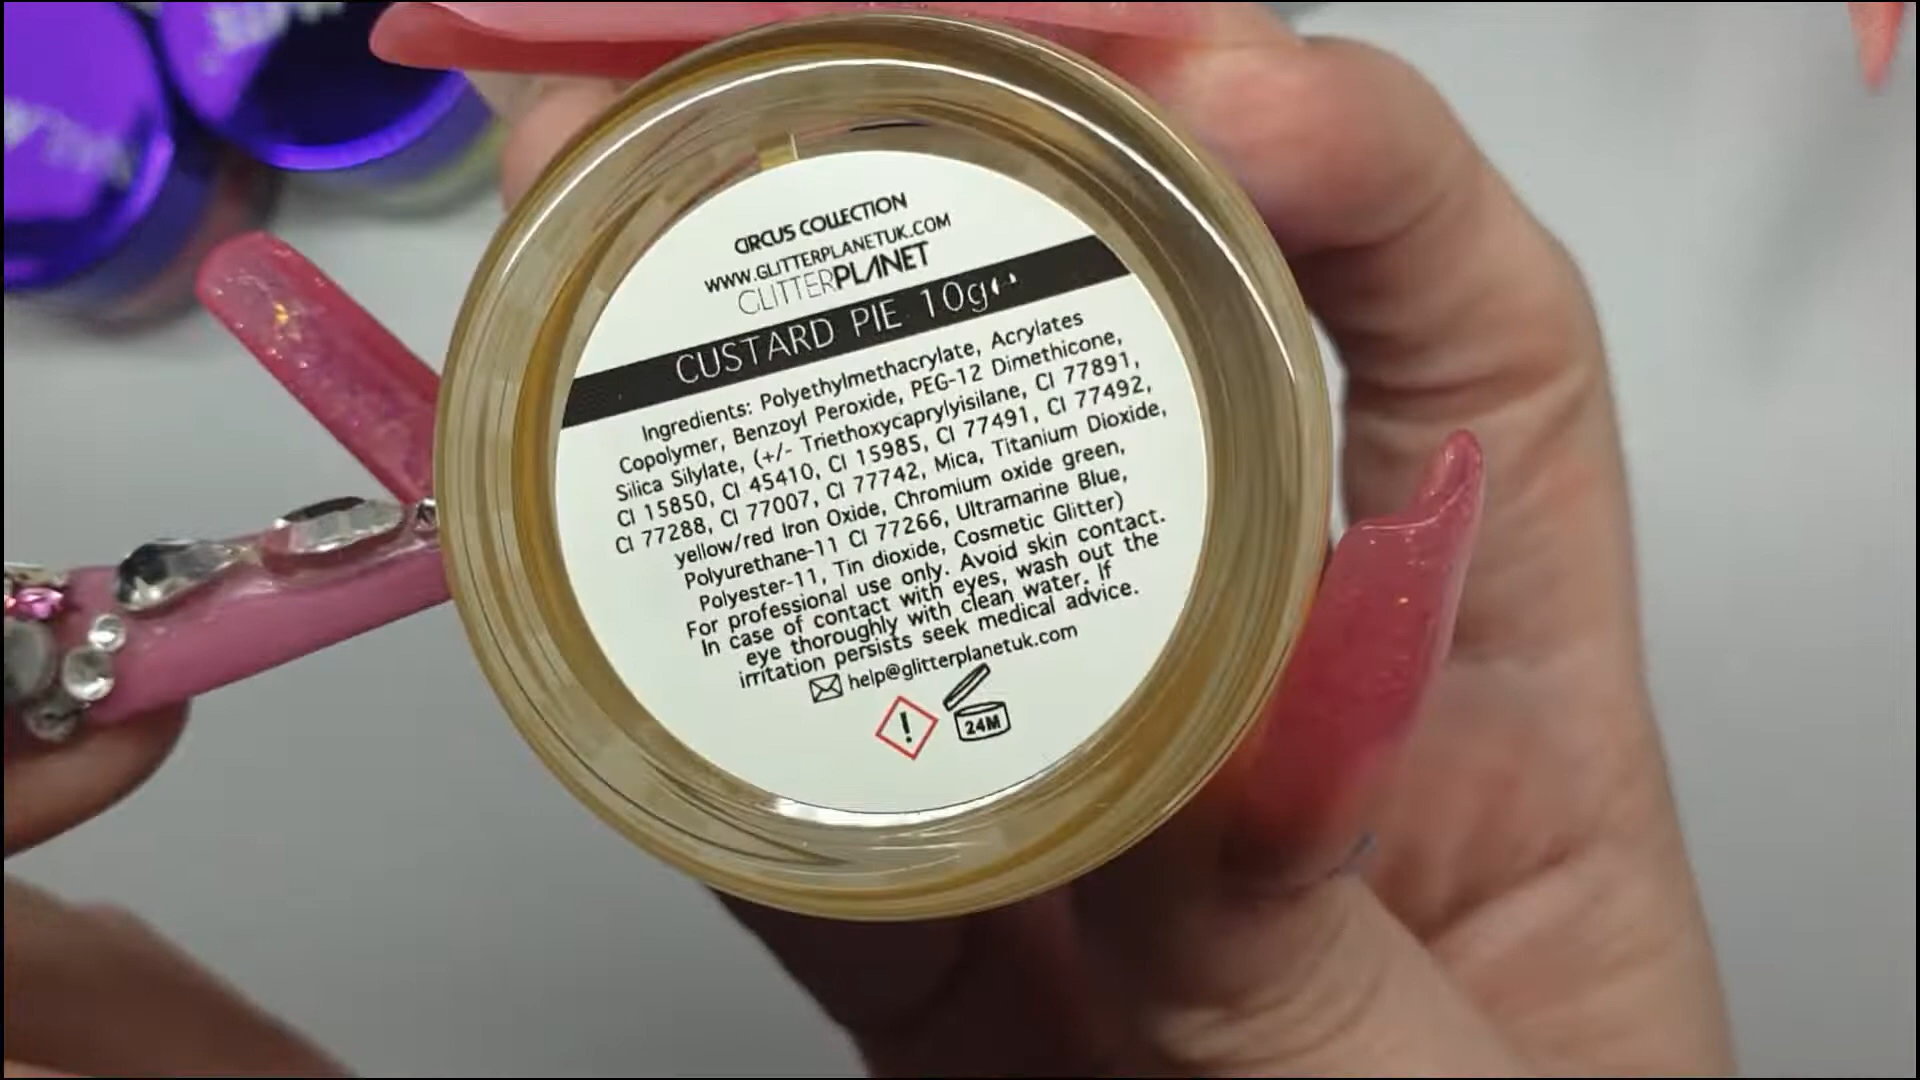 CIRCUS COLLECTION
WWW.GLITTERPLANETUK.COM
GLITTERPLANET
CUSTARD PIE 10g℮
Ingredients: Polyethylmethacrylate, Acrylates
Copolymer, Benzoyl Peroxide, PEG-12 Dimethicone,
Silica Silylate, (+/- Triethoxycaprylyisilane, CI 77891,
CI 15850, CI 45410, CI 15985, CI 77491, CI 77492,
CI 77288, CI 77007, CI 77742, Mica, Titanium Dioxide,
yellow/red Iron Oxide, Chromium oxide green,
Polyurethane-11 CI 77266, Ultramarine Blue,
Polyester-11, Tin dioxide, Cosmetic Glitter)
For professional use only. Avoid skin contact.
In case of contact with eyes, wash out the
eye thoroughly with clean water. If
irritation persists seek medical advice.
help@glitterplanetuk.com
!
24M